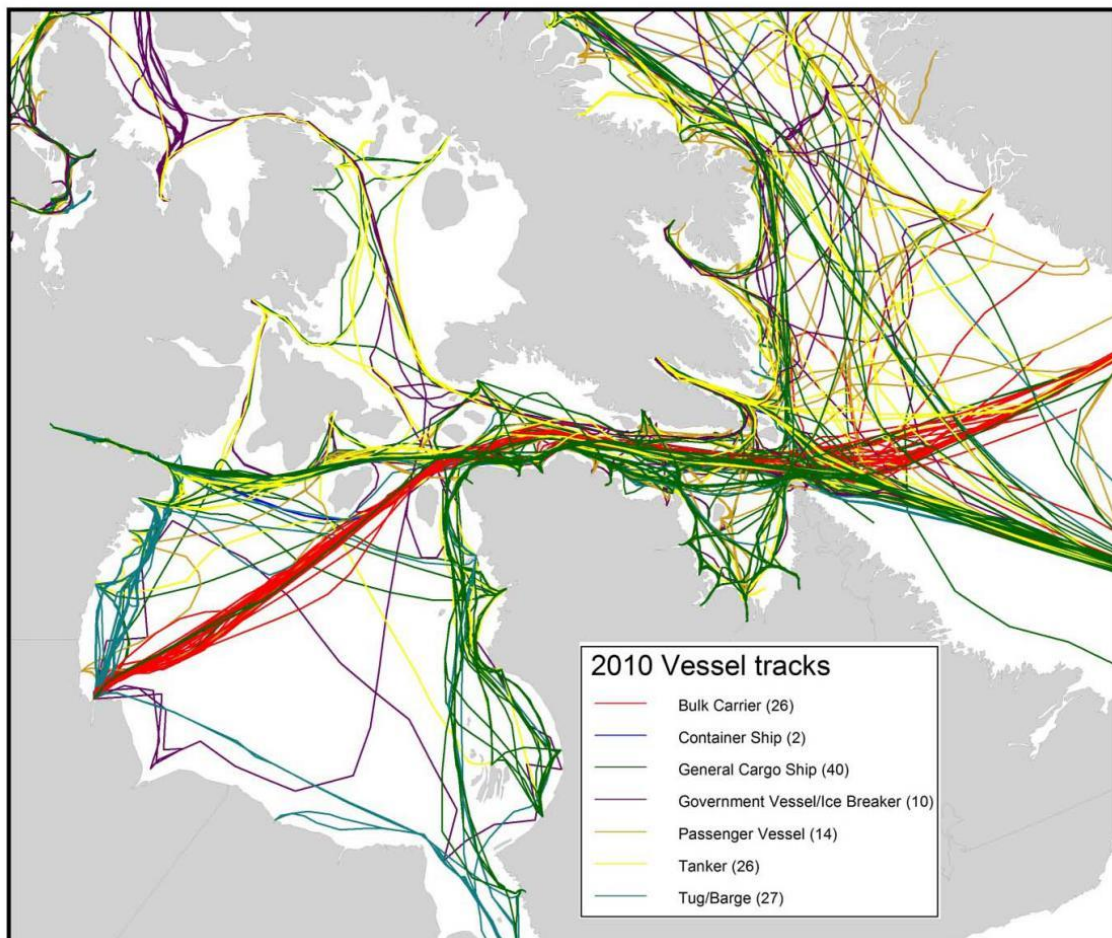 2010 Vessel tracks
Bulk Carrier (26)
Container Ship (2)
General Cargo Ship (40)
Government Vessel/Ice Breaker (10)
Passenger Vessel (14)
Tanker (26)
Tug/Barge (27)